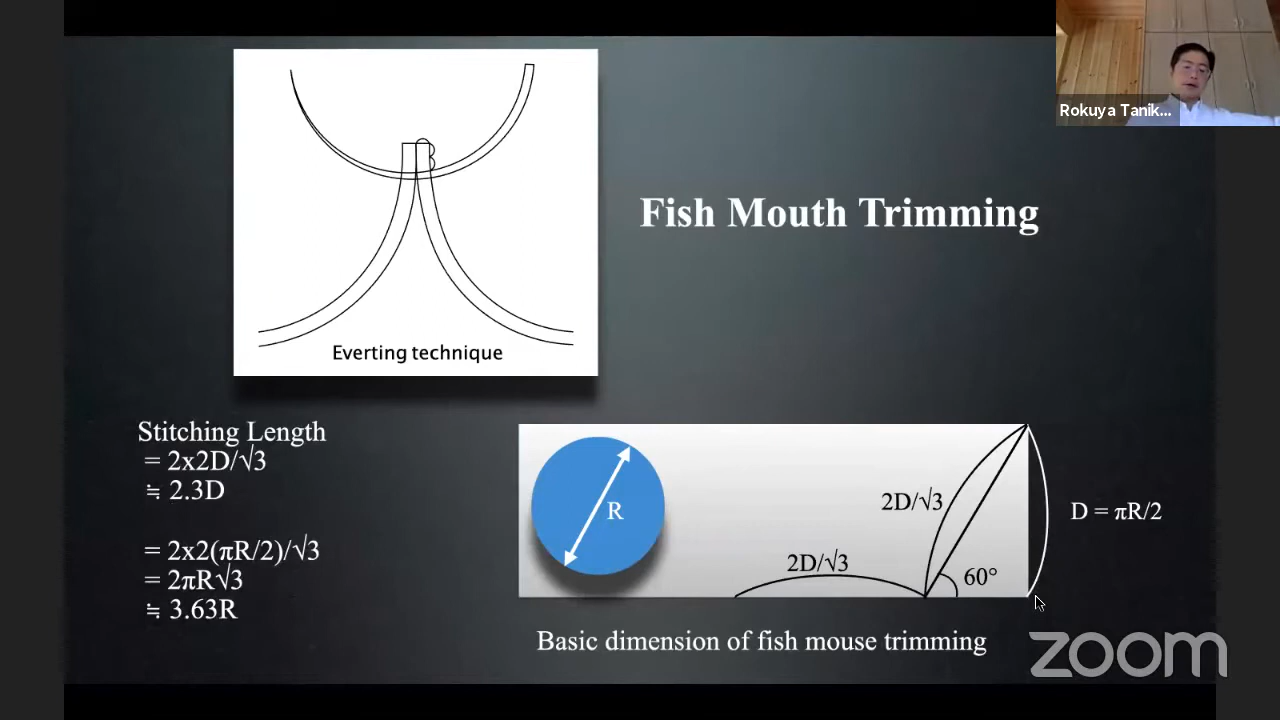 Rokuya Tanik...
Fish Mouth Trimming
Everting technique
Stitching Length
= 2x2D/√3
≒ 2.3D
= 2x2(πR/2)/√3
= 2πR√3
≒ 3.63R
R
2D/√3
2D/√3
60°
D = πR/2
Basic dimension of fish mouse trimming
zoom